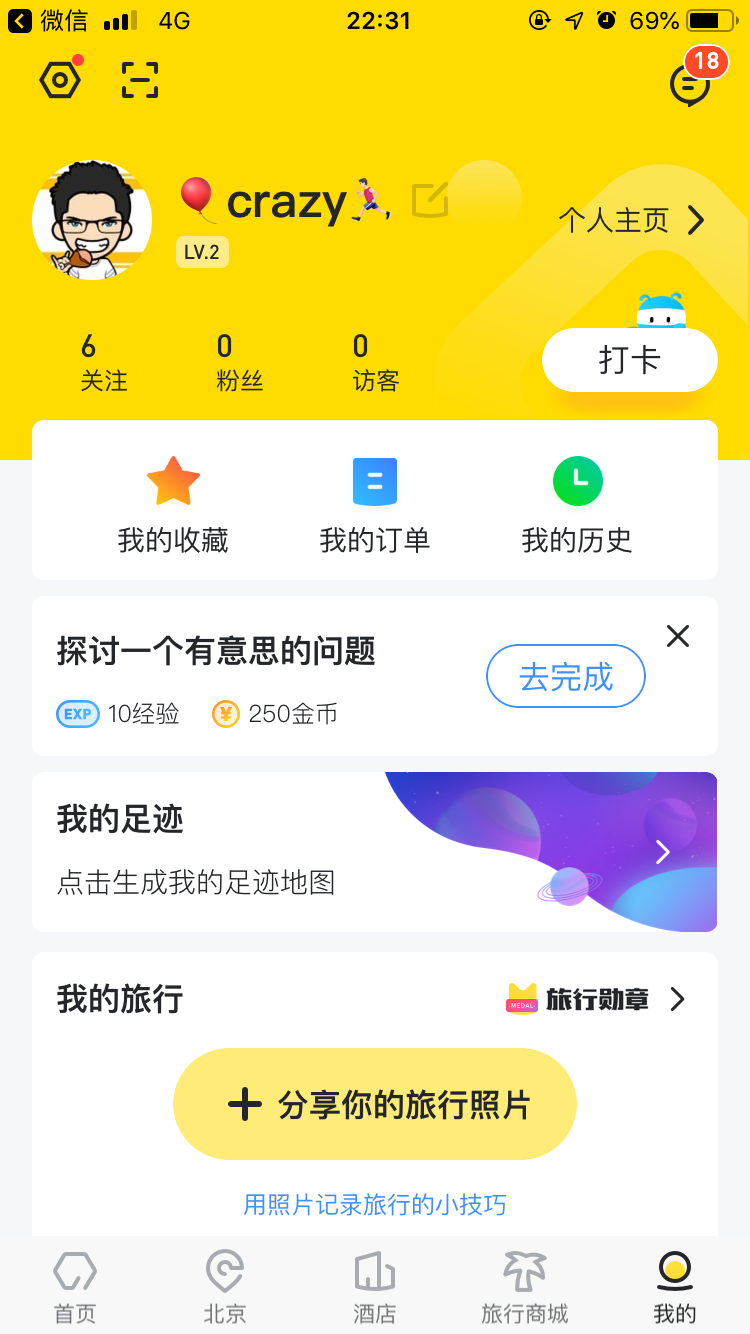 微信 4G 22:31 69%
18
🎈crazy🏃🏻
个人主页
LV.2
6 0 0
关注 粉丝 访客
打卡
我的收藏 我的订单 我的历史
探讨一个有意思的问题
去完成
EXP 10经验 ¥ 250金币
我的足迹
点击生成我的足迹地图
我的旅行 MEDAL 旅行勋章
+ 分享你的旅行照片
用照片记录旅行的小技巧
首页 北京 酒店 旅行商城 我的